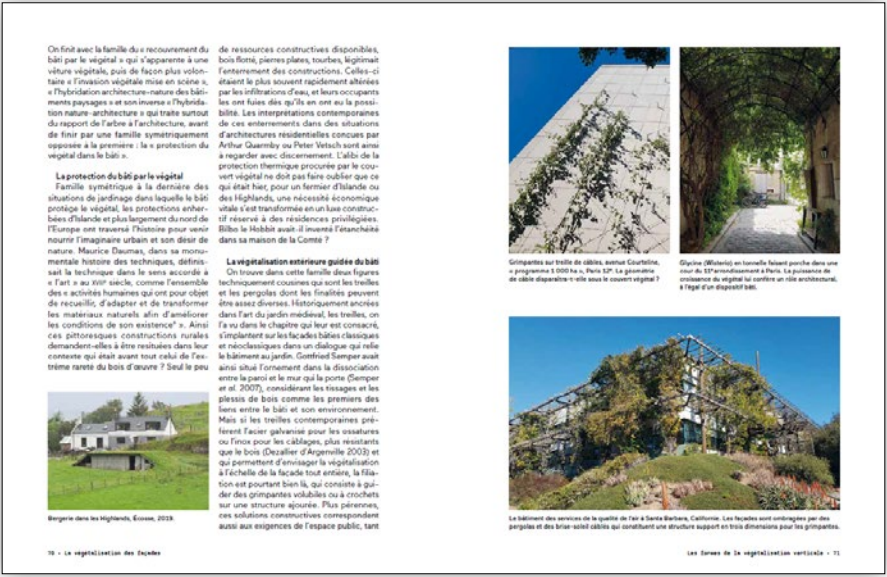 On finit avec la famille du « recouvrement du
bâti par le végétal » qui s'apparente à une
vêture végétale, puis de façon plus volon-
taire « l'invasion végétale mise en scène »,
« l'hybridation architecture-nature des bâti-
ments paysages » et son inverse « l'hybrida-
tion nature-architecture » qui traite surtout
du rapport de l'arbre à l'architecture, avant
de finir par une famille symétriquement
opposée à la première : la « protection du
végétal dans le bâti ».
La protection du bâti par le végétal
Famille symétrique à la dernière des
situations de jardinage dans laquelle le bâti
protège le végétal, les protections enher-
bées d'Islande et plus largement du nord de
l'Europe ont traversé l'histoire pour venir
nourrir l'imaginaire urbain et son désir de
nature. Maurice Daumas, dans sa monu-
mentale histoire des techniques, définis-
sait la technique dans le sens accordé à
« l'art » au XVIIIe siècle, comme l'ensemble
des « activités humaines qui ont pour objet
de recueillir, d'adapter et de transformer
les matériaux naturels afin d'améliorer
les conditions de son existence ». Ainsi
ces pittoresques constructions rurales
demandent-elles à être resituées dans leur
contexte qui était avant tout celui de l'ex-
trême rareté du bois d'œuvre ? Seul le peu
Bergerie dans les Highlands, Écosse, 2019.
de ressources constructives disponibles,
bois flotté, pierres plates, tourbes, légitimait
l'enterrement des constructions. Celles-ci
étaient le plus souvent rapidement altérées
par les infiltrations d'eau, et leurs occupants
les ont fuies dès qu'ils en ont eu la possi-
bilité. Les interprétations contemporaines
de ces enterrements dans des situations
d'architectures résidentielles conçues par
Arthur Quarmby ou Peter Vetsch sont ainsi
à regarder avec discernement. L'alibi de la
protection thermique procurée par le cou-
vert végétal ne doit pas faire oublier que ce
qui était hier, pour un fermier d'Islande ou
des Highlands, une nécessité économique
vitale s'est transformée en un luxe construc-
tif réservé à des résidences privilégiées.
Bilbo le Hobbit avait-il inventé l'étanchéité
dans sa maison de la Comté ?
La végétalisation extérieure guidée du bâti
On trouve dans cette famille deux figures
techniquement cousines qui sont les treilles
et les pergolas dont les finalités peuvent
être assez diverses. Historiquement ancrées
dans l'art du jardin médiéval, les treilles, on
l'a vu dans le chapitre qui leur est consacré,
s'implantent sur les façades bâties classiques
et néoclassiques dans un dialogue qui relie
le bâtiment au jardin. Gottfried Semper avait
ainsi situé l'ornement dans la dissociation
entre la paroi et le mur qui la porte (Semper
et al. 2007), considérant les tissages et les
plessis de bois comme les premiers des
liens entre le bâti et son environnement.
Mais si les treilles contemporaines pré-
fèrent l'acier galvanisé pour les ossatures
ou l'inox pour les câblages, plus résistants
que le bois (Dezallier d'Argenville 2003) et
qui permettent d'envisager la végétalisation
à l'échelle de la façade tout entière, la filia-
tion est pourtant bien là, qui consiste à gui-
der des grimpantes volubiles ou à crochets
sur une structure ajourée. Plus pérennes,
ces solutions constructives correspondent
aussi aux exigences de l'espace public, tant
70 • La végétalisation des façades
Grimpantes sur treille de câbles, avenue Courteline,
« programme 1 000 ha », Paris 12e. La géométrie
de câble disparaîtra-t-elle sous le couvert végétal ?
Glycine (Wisteria) en tonnelle faisant porche dans une
cour du 11e arrondissement à Paris. La puissance de
croissance du végétal lui confère un rôle architectural,
à l'égal d'un dispositif bâti.
Le bâtiment des services de la qualité de l'air à Santa Barbara, Californie. Les façades sont ombragées par des
pergolas et des brise-soleil câblés qui constituent une structure support en trois dimensions pour les grimpantes.
Les formes de la végétalisation verticale • 71